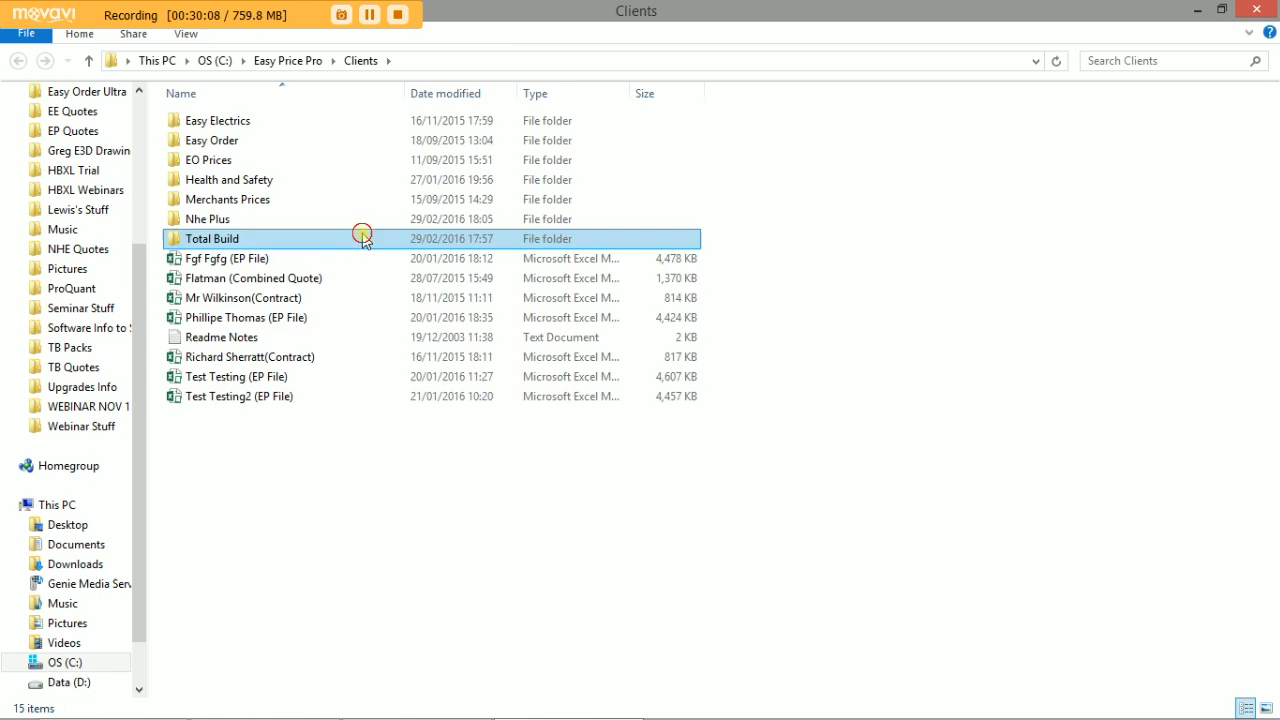 movavi Recording [00:30:08 / 759.8 MB]
Clients
File Home Share View
This PC OS (C:) Easy Price Pro Clients
Search Clients
Name Date modified Type Size
Easy Order Ultra
EE Quotes
EP Quotes
Greg E3D Drawin
HBXL Trial
HBXL Webinars
Lewis's Stuff
Music
NHE Quotes
Pictures
ProQuant
Seminar Stuff
Software Info to S
TB Packs
TB Quotes
Upgrades Info
WEBINAR NOV 1
Webinar Stuff
Homegroup
This PC
Desktop
Documents
Downloads
Genie Media Serv
Music
Pictures
Videos
OS (C:)
Data (D:)
Easy Electrics 16/11/2015 17:59 File folder
Easy Order 18/09/2015 13:04 File folder
EO Prices 11/09/2015 15:51 File folder
Health and Safety 27/01/2016 19:56 File folder
Merchants Prices 15/09/2015 14:29 File folder
Nhe Plus 29/02/2016 18:05 File folder
Total Build 29/02/2016 17:57 File folder
Fgf Fgfg (EP File) 20/01/2016 18:12 Microsoft Excel M... 4,478 KB
Flatman (Combined Quote) 28/07/2015 15:49 Microsoft Excel M... 1,370 KB
Mr Wilkinson(Contract) 18/11/2015 11:11 Microsoft Excel M... 814 KB
Phillipe Thomas (EP File) 20/01/2016 18:35 Microsoft Excel M... 4,424 KB
Readme Notes 19/12/2003 11:38 Text Document 2 KB
Richard Sherratt(Contract) 16/11/2015 18:11 Microsoft Excel M... 817 KB
Test Testing (EP File) 20/01/2016 11:27 Microsoft Excel M... 4,607 KB
Test Testing2 (EP File) 21/01/2016 10:20 Microsoft Excel M... 4,457 KB
15 items